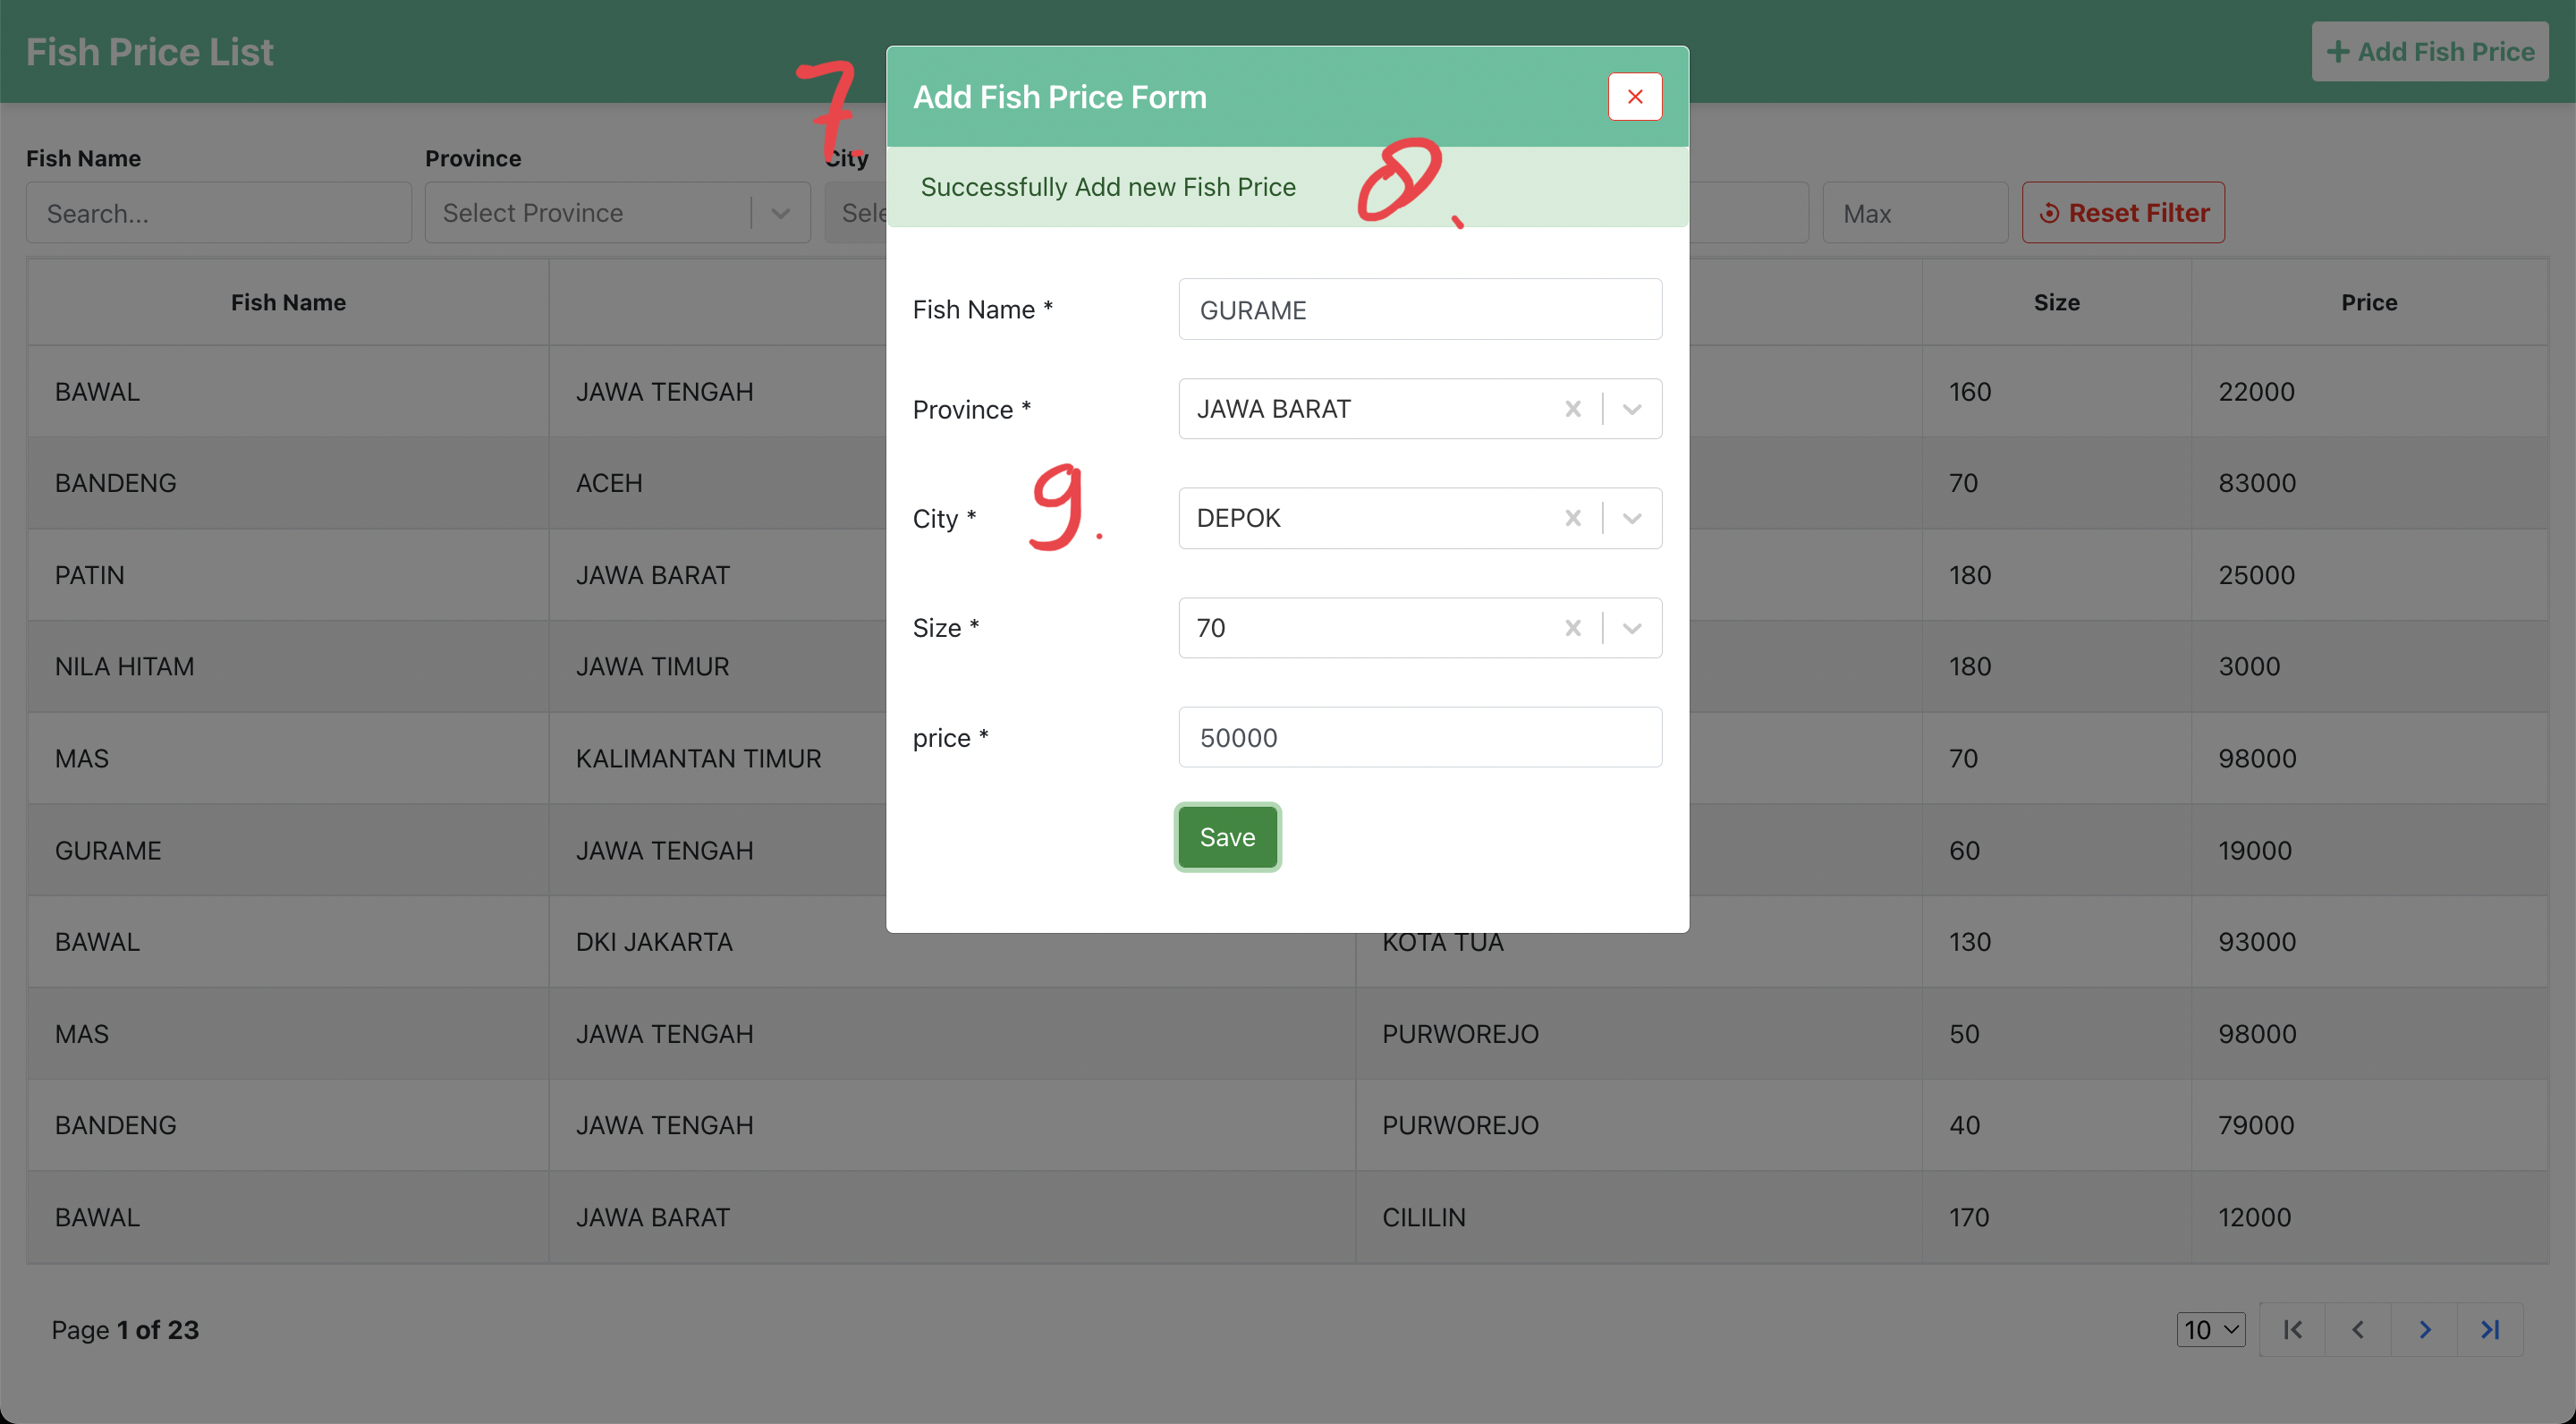 Fish Price List
+ Add Fish Price
7.
Add Fish Price Form
Fish Name
Province
City
8.
Successfully Add new Fish Price
Search...
Select Province
Sele
Max
Reset Filter
Fish Name
Size
Price
Fish Name * GURAME
Province * JAWA BARAT
9.
City * DEPOK
Size * 70
price * 50000
Save
BAWAL JAWA TENGAH 160 22000
BANDENG ACEH 70 83000
PATIN JAWA BARAT 180 25000
NILA HITAM JAWA TIMUR 180 3000
MAS KALIMANTAN TIMUR 70 98000
GURAME JAWA TENGAH 60 19000
BAWAL DKI JAKARTA KOTA TUA 130 93000
MAS JAWA TENGAH PURWOREJO 50 98000
BANDENG JAWA TENGAH PURWOREJO 40 79000
BAWAL JAWA BARAT CILILIN 170 12000
Page 1 of 23
10